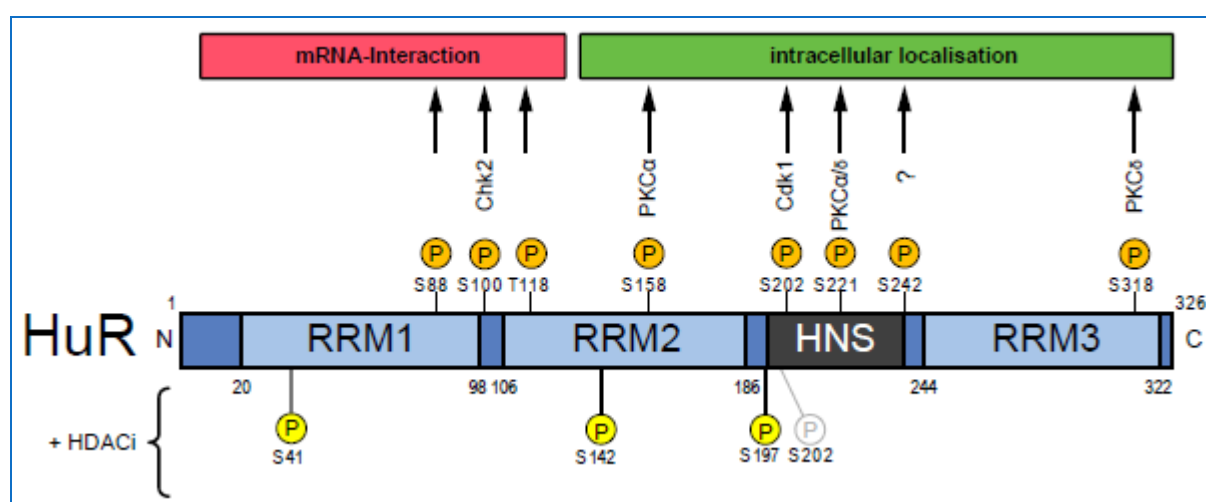 mRNA-Interaction intracellular localisation
Chk2 PKCα Cdk1 PKCα/δ ? PKCδ
P P P P P P P P
S88 S100 T118 S158 S202 S221 S242 S318
1 326
HuR N RRM1 RRM2 HNS RRM3 C
20 98 106 186 244 322
+ HDACi P P P P
S41 S142 S197 S202